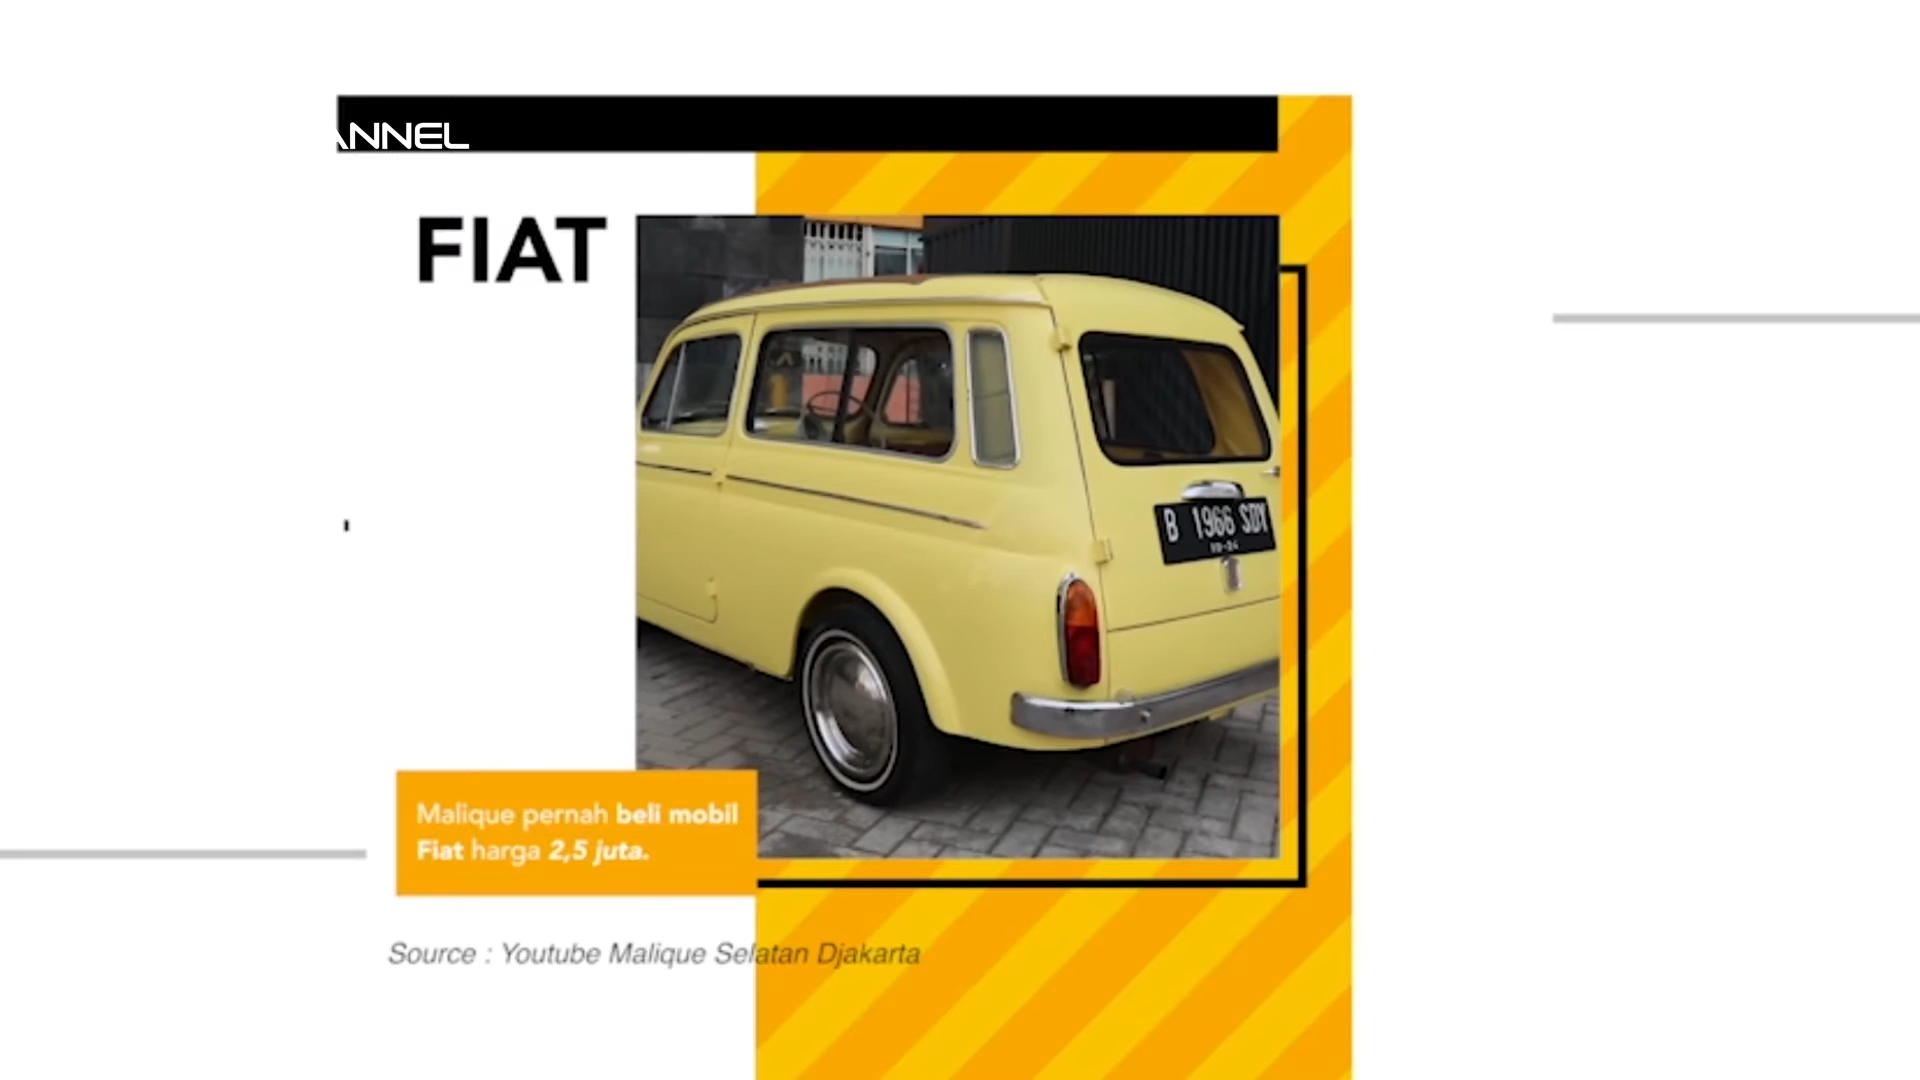 ANNEL
FIAT
B 1966 SDY
Malique pernah beli mobil
Fiat harga 2,5 juta.
Source : Youtube Malique Selatan Djakarta